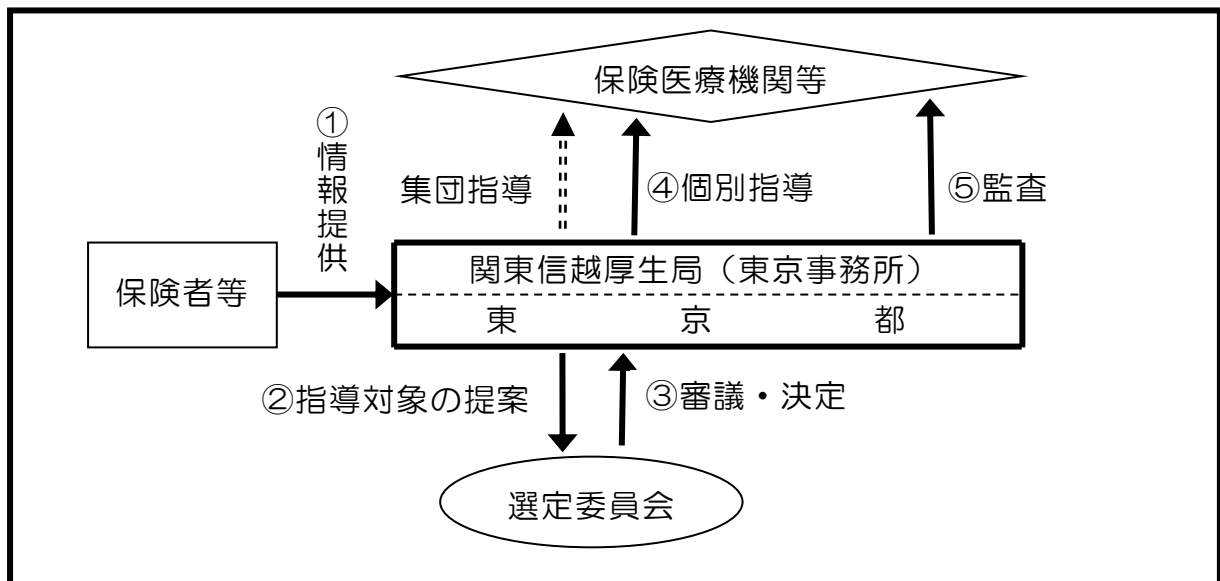 保険医療機関等
①情報提供
集団指導
④個別指導
⑤監査
保険者等
関東信越厚生局（東京事務所）
東京都
②指導対象の提案
③審議・決定
選定委員会